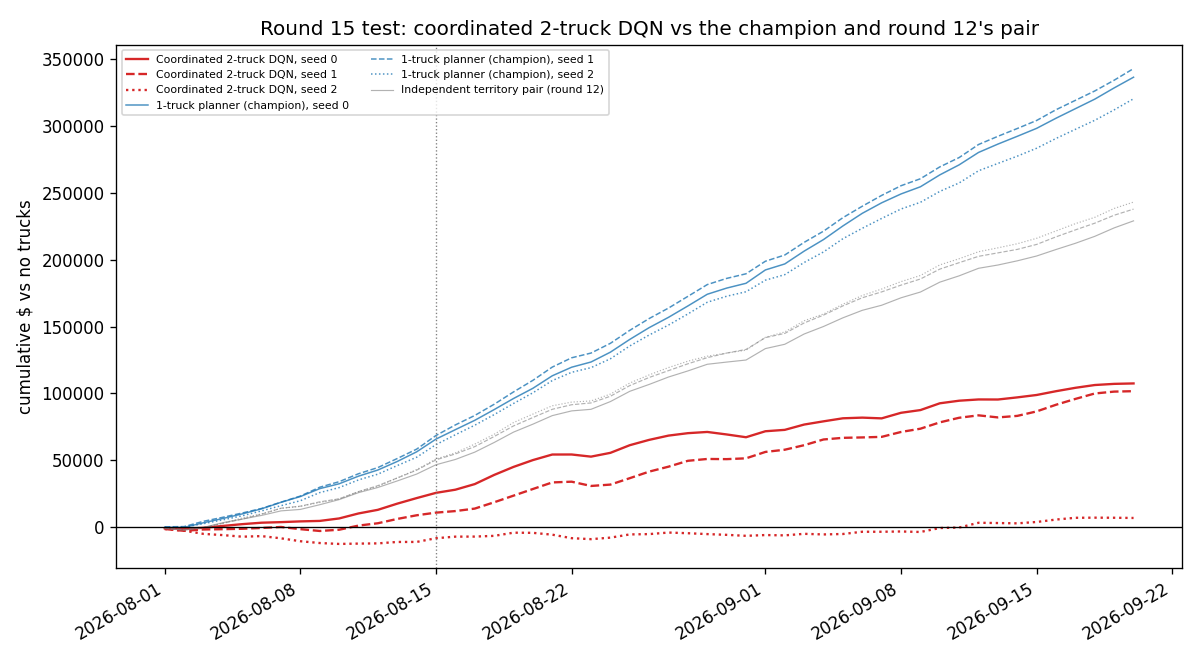 Round 15 test: coordinated 2-truck DQN vs the champion and round 12's pair
Coordinated 2-truck DQN, seed 0
Coordinated 2-truck DQN, seed 1
Coordinated 2-truck DQN, seed 2
1-truck planner (champion), seed 0
1-truck planner (champion), seed 1
1-truck planner (champion), seed 2
Independent territory pair (round 12)
cumulative $ vs no trucks
350000
300000
250000
200000
150000
100000
50000
0
2026-08-01
2026-08-08
2026-08-15
2026-08-22
2026-09-01
2026-09-08
2026-09-15
2026-09-22